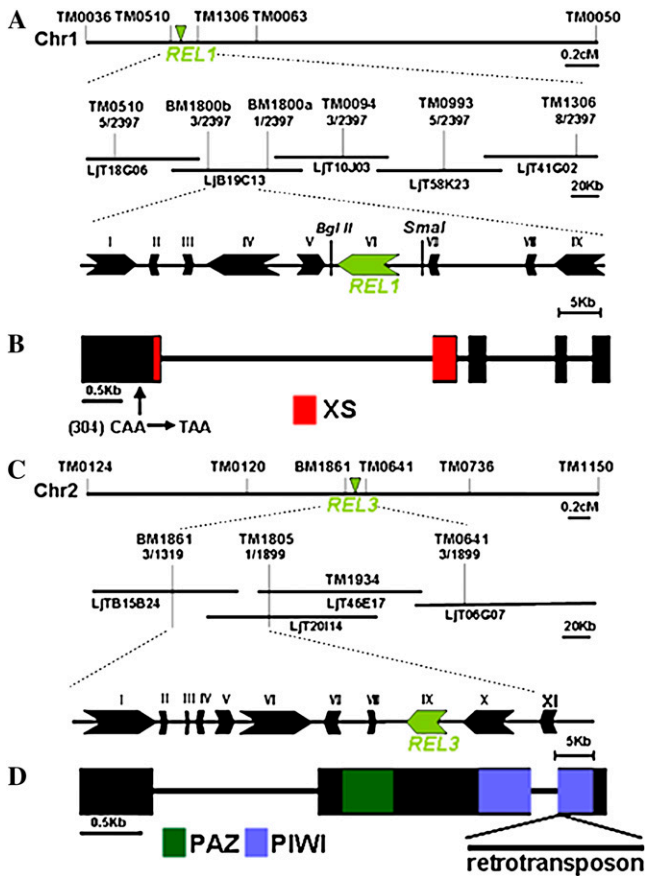 A
TM0036 TM0510 TM1306 TM0063 TM0050
Chr1
REL1
0.2cM
TM0510 BM1800b BM1800a TM0094 TM0993 TM1306
5/2397 3/2397 1/2397 3/2397 5/2397 8/2397
LjT18G06 LjB19C13 LjT10J03 LjT58K23 LjT41G02
20Kb
Bgl II SmaI
I II III IV V VI VII VIII IX
REL1
5Kb
B
0.5Kb
(304) CAA TAA
XS
C
TM0124 TM0120 BM1861 TM0641 TM0736 TM1150
Chr2
REL3
0.2cM
BM1861 TM1805 TM0641
3/1319 1/1899 3/1899
TM1934
LjTB15B24 LjT46E17 LjT06G07
LjT20I14
20Kb
I II III IV V VI VII VIII IX X XI
REL3
5Kb
D
0.5Kb
PAZ PIWI
retrotransposon